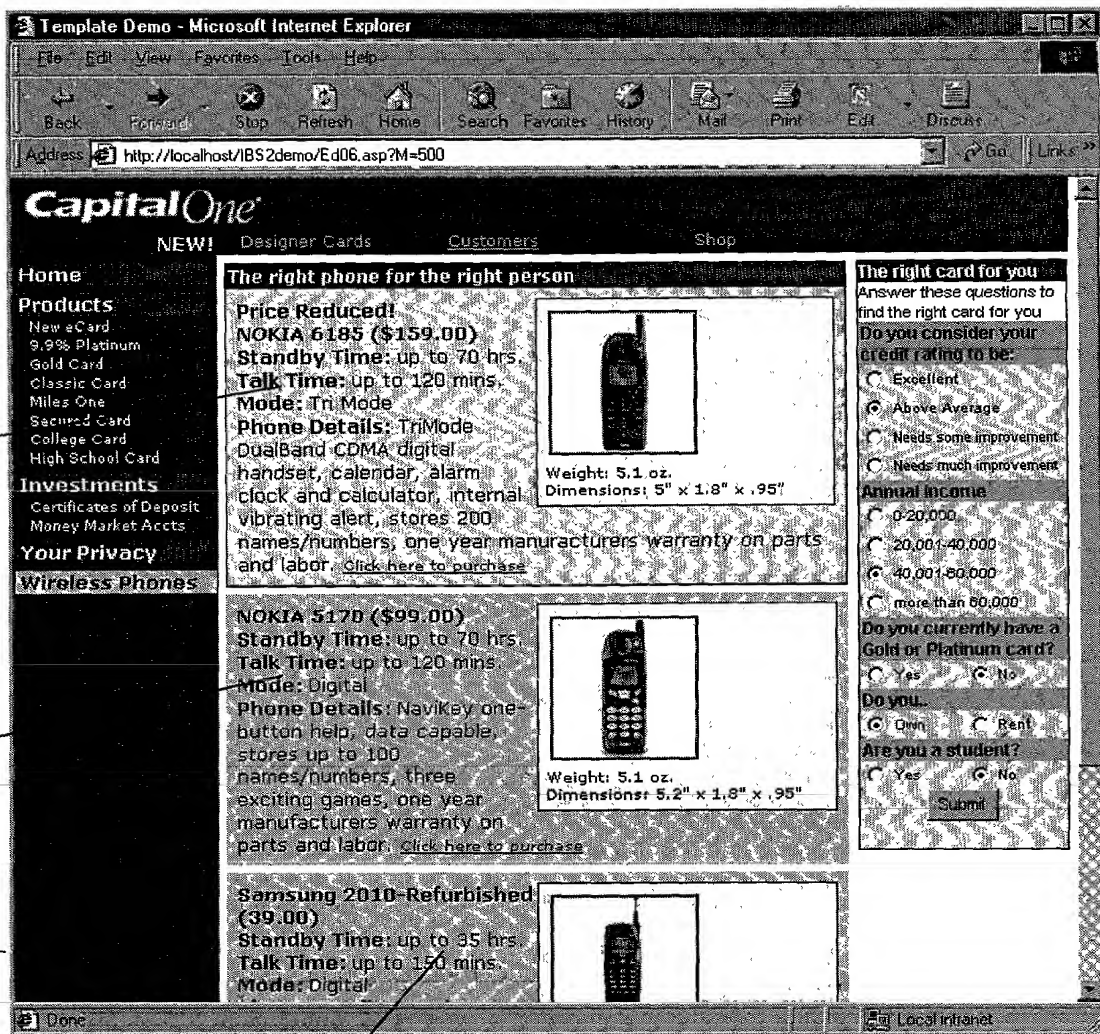 Template Demo - Microsoft Internet Explorer
File Edit View Favorites Tools Help
Back Forward Stop Refresh Home Search Favorites History Mail Print Edit Discuss
Address http://localhost/IBS2demo/Ed06.asp?M=500 Go Links »
CapitalOne
NEW! Designer Cards Customers Shop
Home
Products
New eCard
9.9% Platinum
Gold Card
Classic Card
Miles One
Secured Card
College Card
High School Card
Investments
Certificates of Deposit
Money Market Accts
Your Privacy
Wireless Phones
The right phone for the right person
Price Reduced!
NOKIA 6185 ($159.00)
Standby Time: up to 70 hrs.
Talk Time: up to 120 mins.
Mode: Tri Mode
Phone Details: TriMode
DualBand CDMA digital
handset, calendar, alarm
clock and calculator, internal
vibrating alert, stores 200
names/numbers, one year manuracturers warranty on parts
and labor. Click here to purchase
Weight: 5.1 oz.
Dimensions: 5" x 1.8" x .95"
NOKIA 5170 ($99.00)
Standby Time: up to 70 hrs.
Talk Time: up to 120 mins.
Mode: Digital
Phone Details: NaviKey one-
button help, data capable,
stores up to 100
names/numbers, three
exciting games, one year
manufacturers warranty on
parts and labor. Click here to purchase
Weight: 5.1 oz.
Dimensions: 5.2" x 1.8" x .95"
Samsung 2010-Refurbished
(39.00)
Standby Time: up to 35 hrs.
Talk Time: up to 150 mins.
Mode: Digital
The right card for you
Answer these questions to
find the right card for you
Do you consider your
credit rating to be:
Excellent
Above Average
Needs some improvement
Needs much improvement
Annual Income
0-20,000
20,001-40,000
40,001-60,000
more than 60,000
Do you currently have a
Gold or Platinum card?
Yes No
Do you..
Own Rent
Are you a student?
Yes No
Submit
Done Local intranet